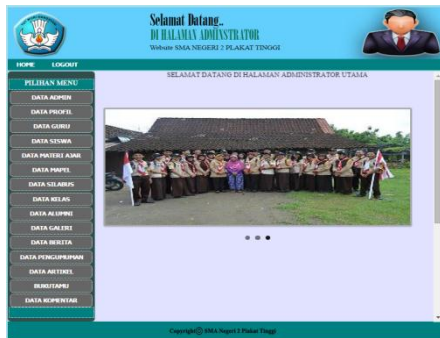 Selamat Datang..
DI HALAMAN ADMINSTRATOR
Website SMA NEGERI 2 PLAKAT TINGGI
HOME LOGOUT
SELAMAT DATANG DI HALAMAN ADMINISTRATOR UTAMA
PILIHAN MENU
DATA ADMIN
DATA PROFIL
DATA GURU
DATA SISWA
DATA MATERI AJAR
DATA MAPEL
DATA SILABUS
DATA KELAS
DATA ALUMNI
DATA GALERI
DATA BERITA
DATA PENGUMUMAN
DATA ARTIKEL
BUKUTAMU
DATA KOMENTAR
Copyright© SMA Negeri 2 Plakat Tinggi